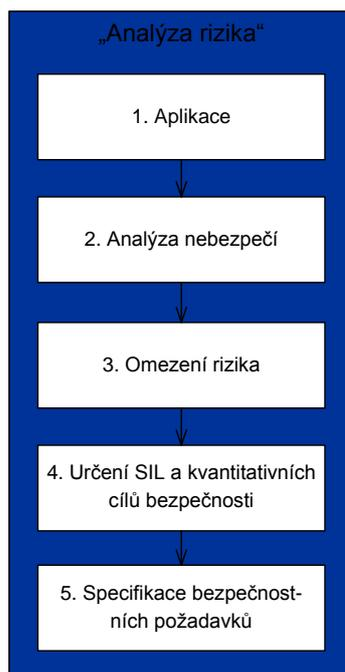 „Analýza rizika“
1. Aplikace
2. Analýza nebezpečí
3. Omezení rizika
4. Určení SIL a kvantitativních
cílů bezpečnosti
5. Specifikace bezpečnost-
ních požadavků